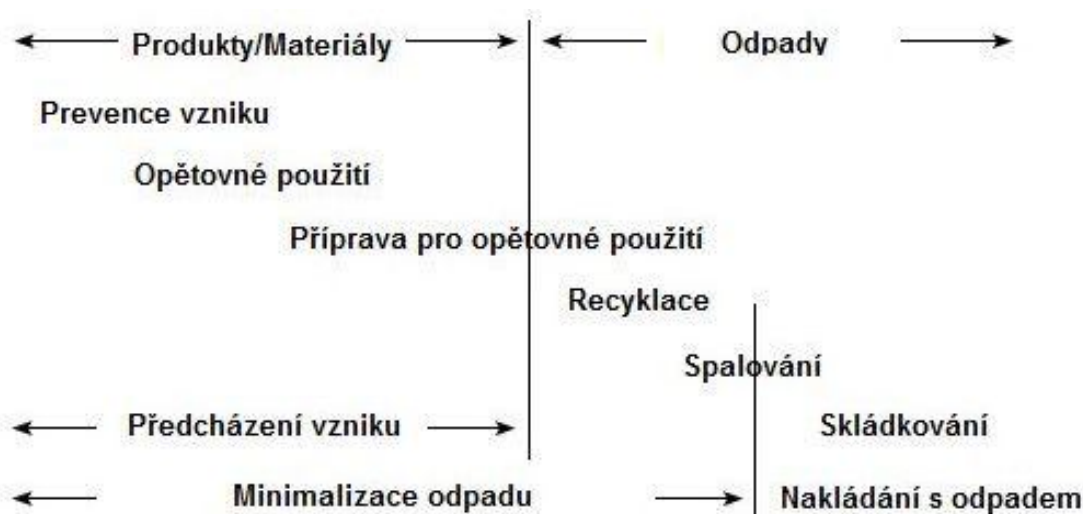 Produkty/Materiály Odpady
Prevence vzniku
Opětovné použití
Příprava pro opětovné použití
Recyklace
Spalování
Předcházení vzniku Skládkování
Minimalizace odpadu Nakládání s odpadem